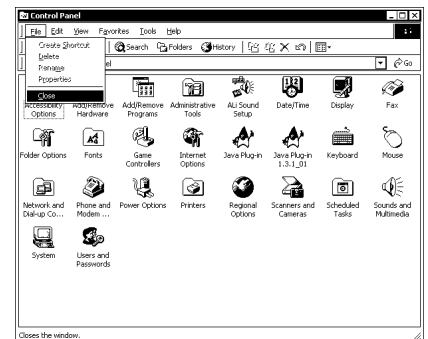 Control Panel
File Edit View Favorites Tools Help
Search Folders History
Go
Create Shortcut
Delete
Rename
Properties
Close
Accessibility Options
Add/Remove Hardware
Add/Remove Programs
Administrative Tools
ALi Sound Setup
Date/Time
Display
Fax
Folder Options
Fonts
Game Controllers
Internet Options
Java Plug-in
Java Plug-in 1.3.1_01
Keyboard
Mouse
Network and Dial-up Co...
Phone and Modem ...
Power Options
Printers
Regional Options
Scanners and Cameras
Scheduled Tasks
Sounds and Multimedia
System
Users and Passwords
Closes the window.